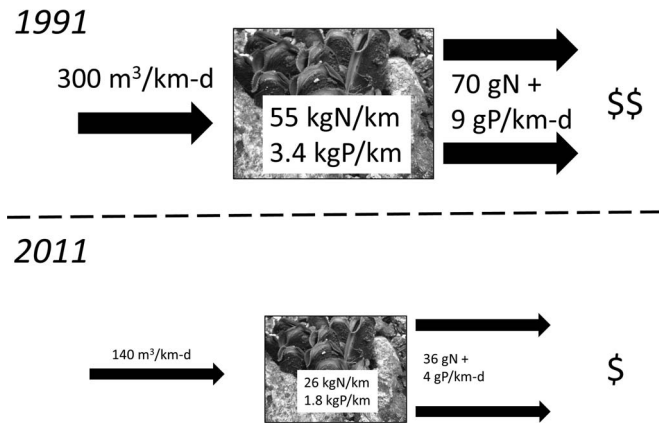 1991
300 m³/km-d
55 kgN/km
3.4 kgP/km
70 gN +
9 gP/km-d
$$
2011
140 m³/km-d
26 kgN/km
1.8 kgP/km
36 gN +
4 gP/km-d
$